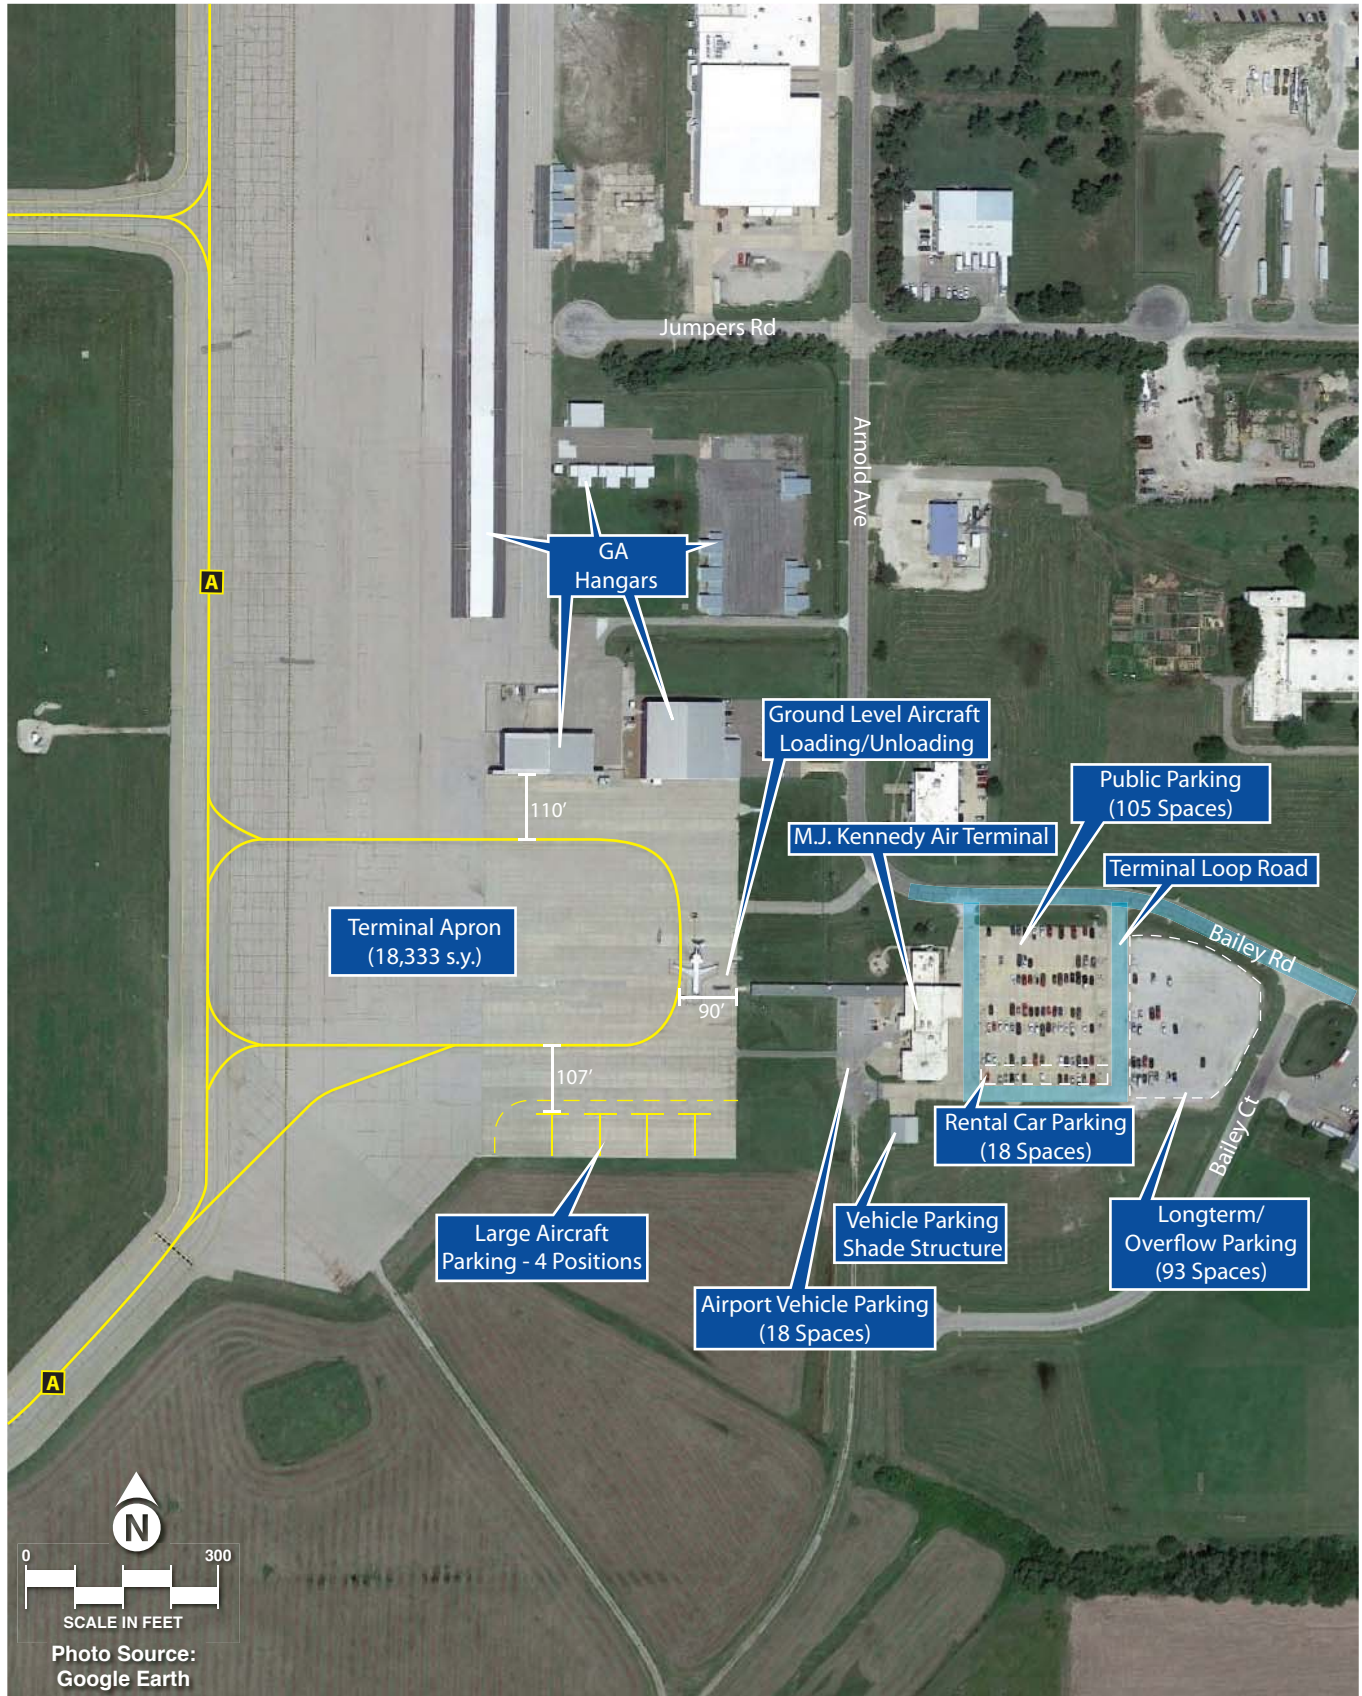 Jumpers Rd
Arnold Ave
A
GA
Hangars
Ground Level Aircraft
Loading/Unloading
Public Parking
(105 Spaces)
110’
M.J. Kennedy Air Terminal
Terminal Loop Road
Terminal Apron
(18,333 s.y.)
Bailey Rd
90’
107’
Rental Car Parking
(18 Spaces)
Bailey Ct
Large Aircraft
Parking - 4 Positions
Vehicle Parking
Shade Structure
Longterm/
Overflow Parking
(93 Spaces)
Airport Vehicle Parking
(18 Spaces)
A
N
0 300
SCALE IN FEET
Photo Source:
Google Earth